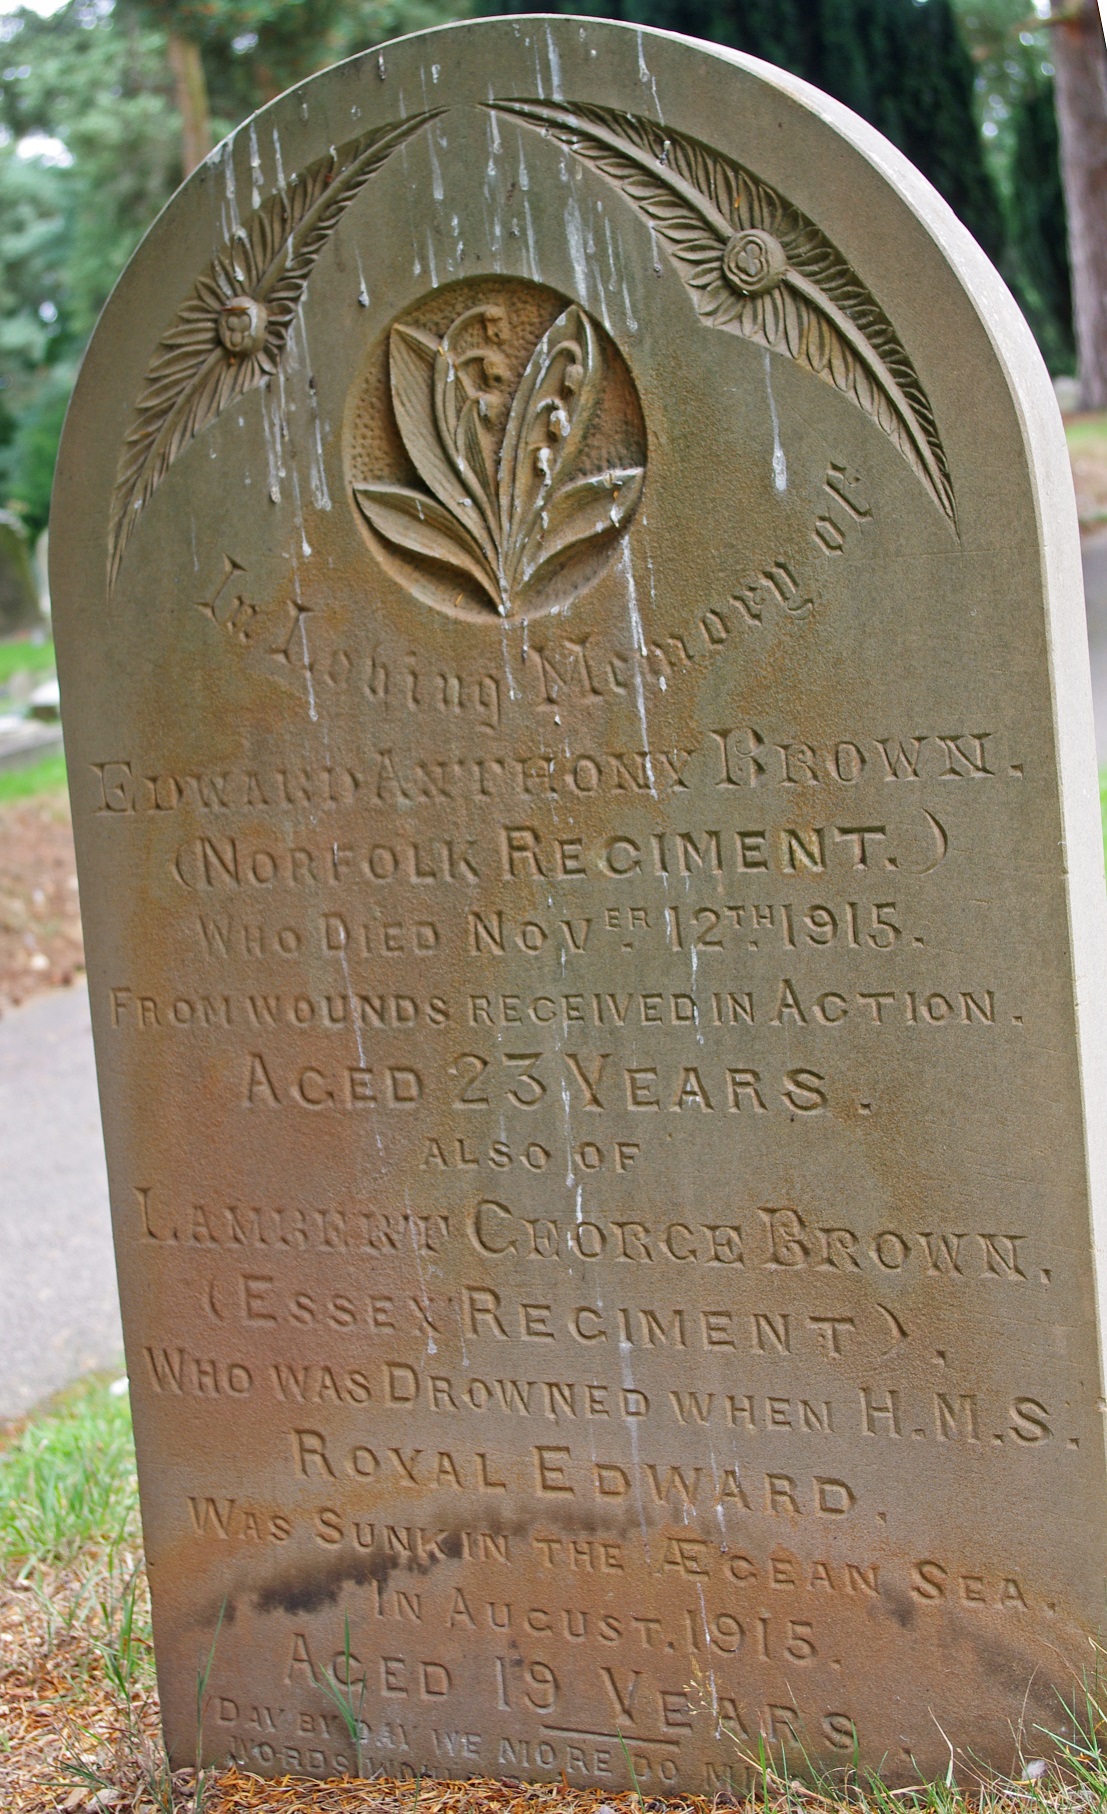 In Loving Memory of
EDWARD ANTHONY BROWN.
(NORFOLK REGIMENT.)
WHO DIED NOVER. 12TH. 1915.
FROM WOUNDS RECEIVED IN ACTION.
AGED 23 YEARS.
ALSO OF
LAMBERT GEORGE BROWN.
(ESSEX REGIMENT).
WHO WAS DROWNED WHEN H.M.S.
ROYAL EDWARD.
WAS SUNK IN THE ÆGEAN SEA.
IN AUGUST. 1915.
AGED 19 YEARS.
DAY BY DAY WE MORE DO
WORDS